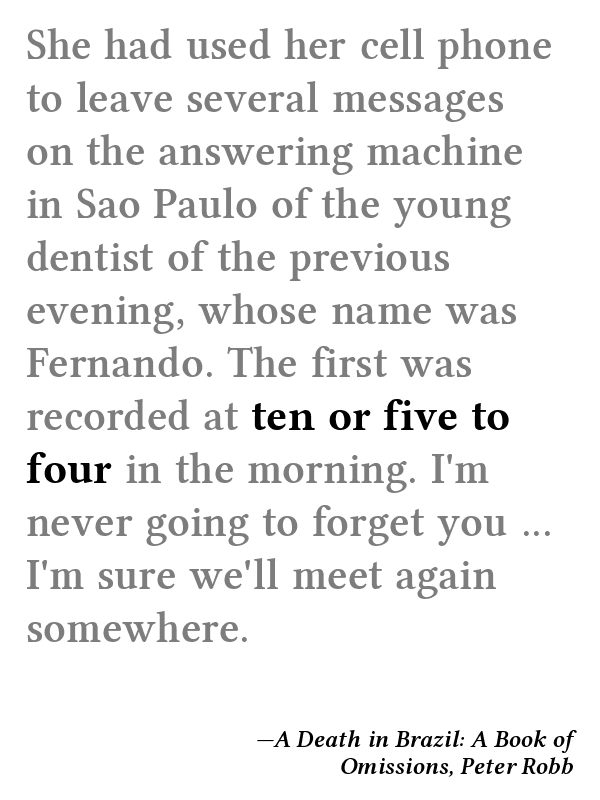 She had used her cell phone
to leave several messages
on the answering machine
in Sao Paulo of the young
dentist of the previous
evening, whose name was
Fernando. The first was
recorded at ten or five to
four in the morning. I'm
never going to forget you ...
I'm sure we'll meet again
somewhere.
—A Death in Brazil: A Book of
Omissions, Peter Robb